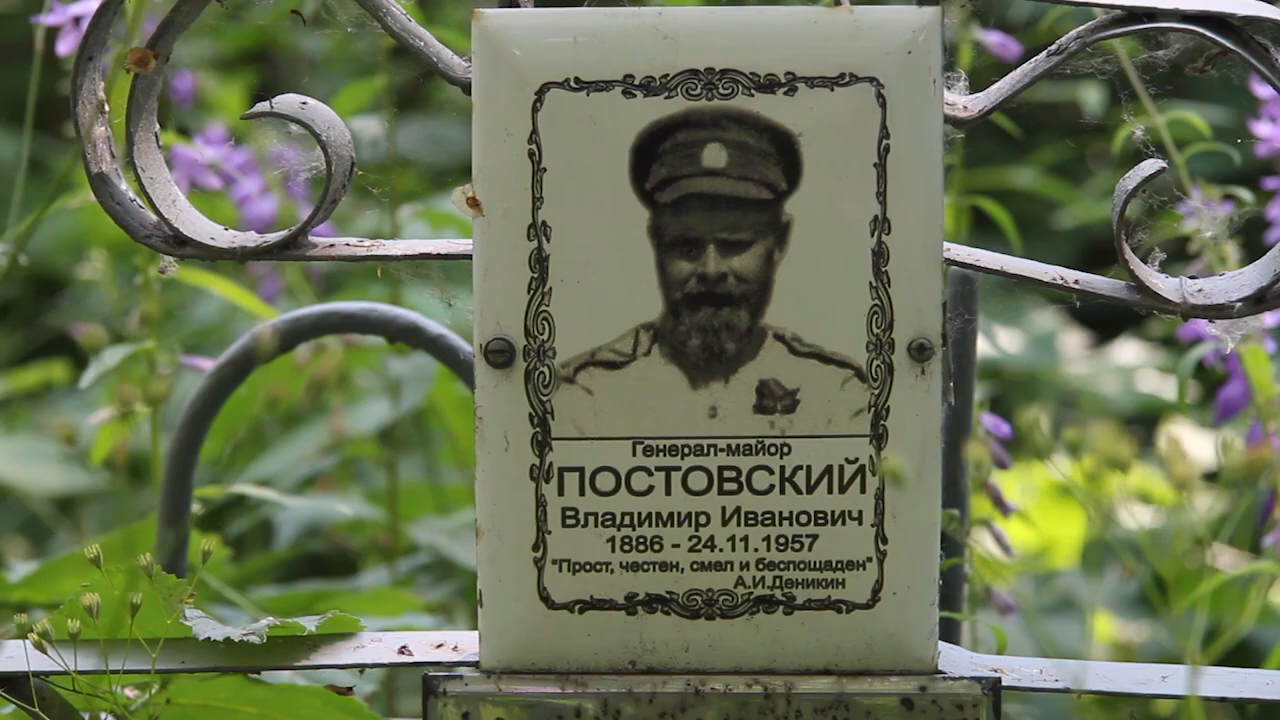 Генерал-майор
ПОСТОВСКИЙ
Владимир Иванович
1886 - 24.11.1957
"Прост, честен, смел и беспощаден"
А.И.Деникин